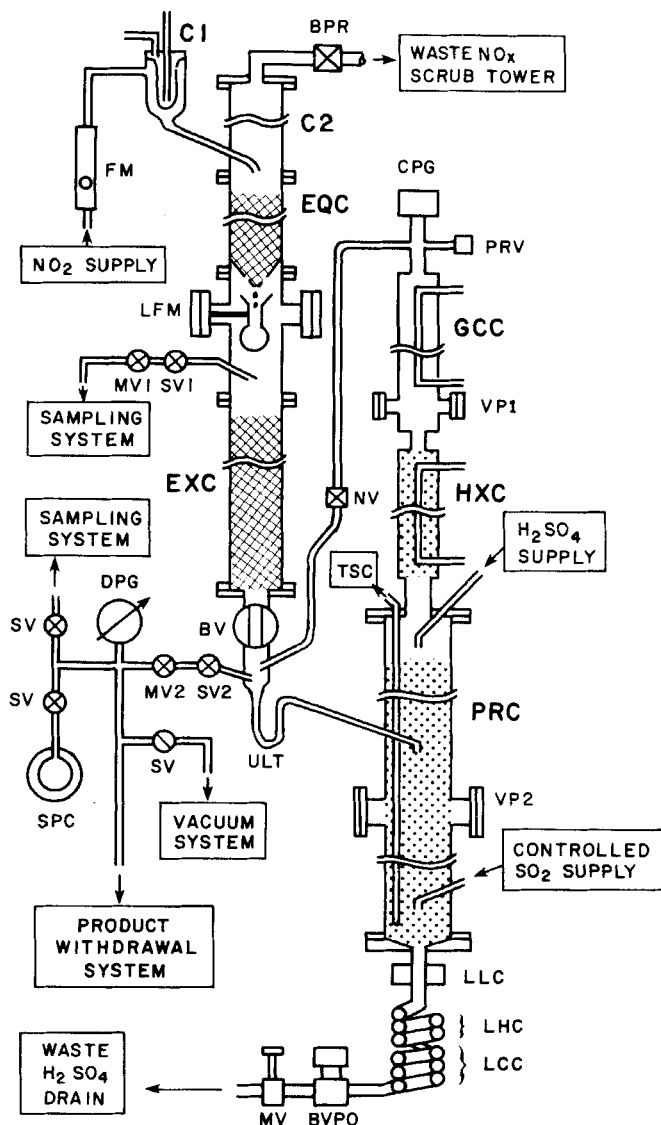 C1
BPR
WASTE NOx
SCRUB TOWER
C2
FM
CPG
EQC
PRV
NO2 SUPPLY
LFM
GCC
MV1 SV1
VP1
SAMPLING
SYSTEM
EXC
HXC
NV
SAMPLING
SYSTEM
H2SO4
SUPPLY
TSC
DPG
SV
BV
MV2 SV2
PRC
SV
SV
ULT
SPC
VACUUM
SYSTEM
VP2
CONTROLLED
SO2 SUPPLY
PRODUCT
WITHDRAWAL
SYSTEM
LLC
LHC
LCC
WASTE
H2SO4
DRAIN
MV BVPO